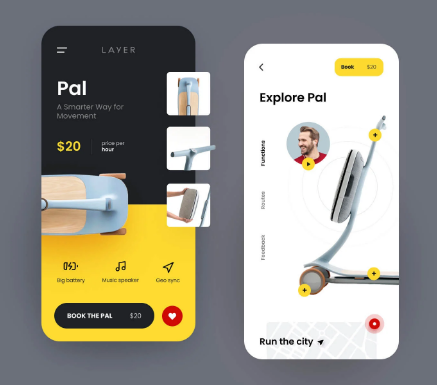 LAYER
Pal
A Smarter Way for
Movement
$20
price per
hour
Big battery
Music speaker
Geo sync
BOOK THE PAL $20
Book $20
Explore Pal
Functions
Routes
Feedback
Run the city